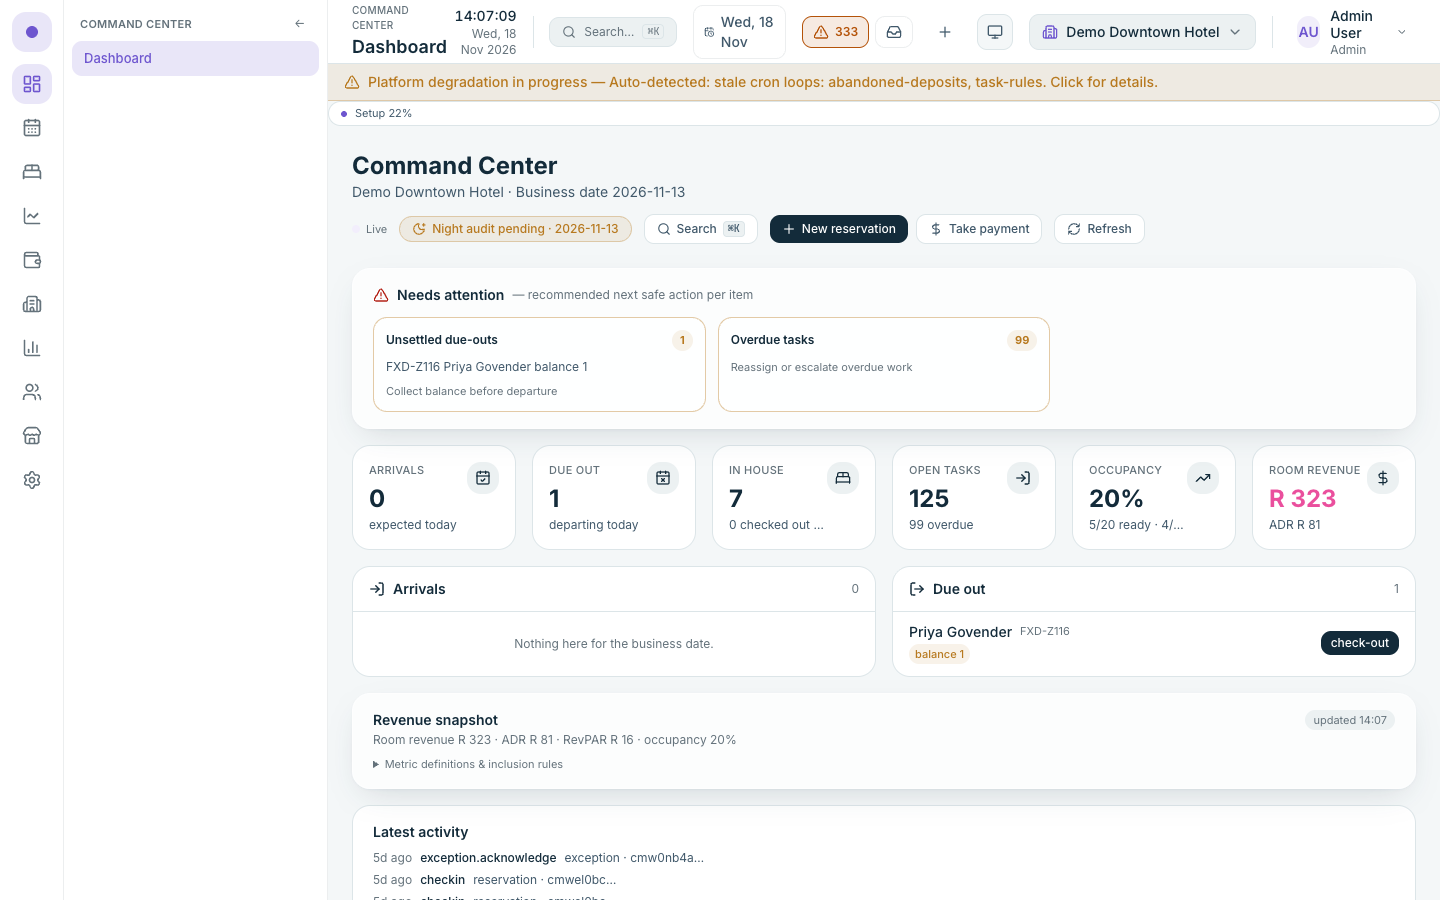 COMMAND CENTER
Dashboard
COMMAND
CENTER
Dashboard
14:07:09
Wed, 18
Nov 2026
Search... ⌘K
Wed, 18
Nov
333
Demo Downtown Hotel
AU
Admin
User
Admin
Platform degradation in progress — Auto-detected: stale cron loops: abandoned-deposits, task-rules. Click for details.
Setup 22%
Command Center
Demo Downtown Hotel · Business date 2026-11-13
Live
Night audit pending · 2026-11-13
Search ⌘K
New reservation
Take payment
Refresh
Needs attention — recommended next safe action per item
Unsettled due-outs 1
FXD-Z116 Priya Govender balance 1
Collect balance before departure
Overdue tasks 99
Reassign or escalate overdue work
ARRIVALS
0
expected today
DUE OUT
1
departing today
IN HOUSE
7
0 checked out ...
OPEN TASKS
125
99 overdue
OCCUPANCY
20%
5/20 ready · 4/...
ROOM REVENUE
R 323
ADR R 81
Arrivals 0
Nothing here for the business date.
Due out 1
Priya Govender FXD-Z116
balance 1
check-out
Revenue snapshot
updated 14:07
Room revenue R 323 · ADR R 81 · RevPAR R 16 · occupancy 20%
Metric definitions & inclusion rules
Latest activity
5d ago exception.acknowledge exception · cmw0nb4a...
5d ago checkin reservation · cmwel0bc...